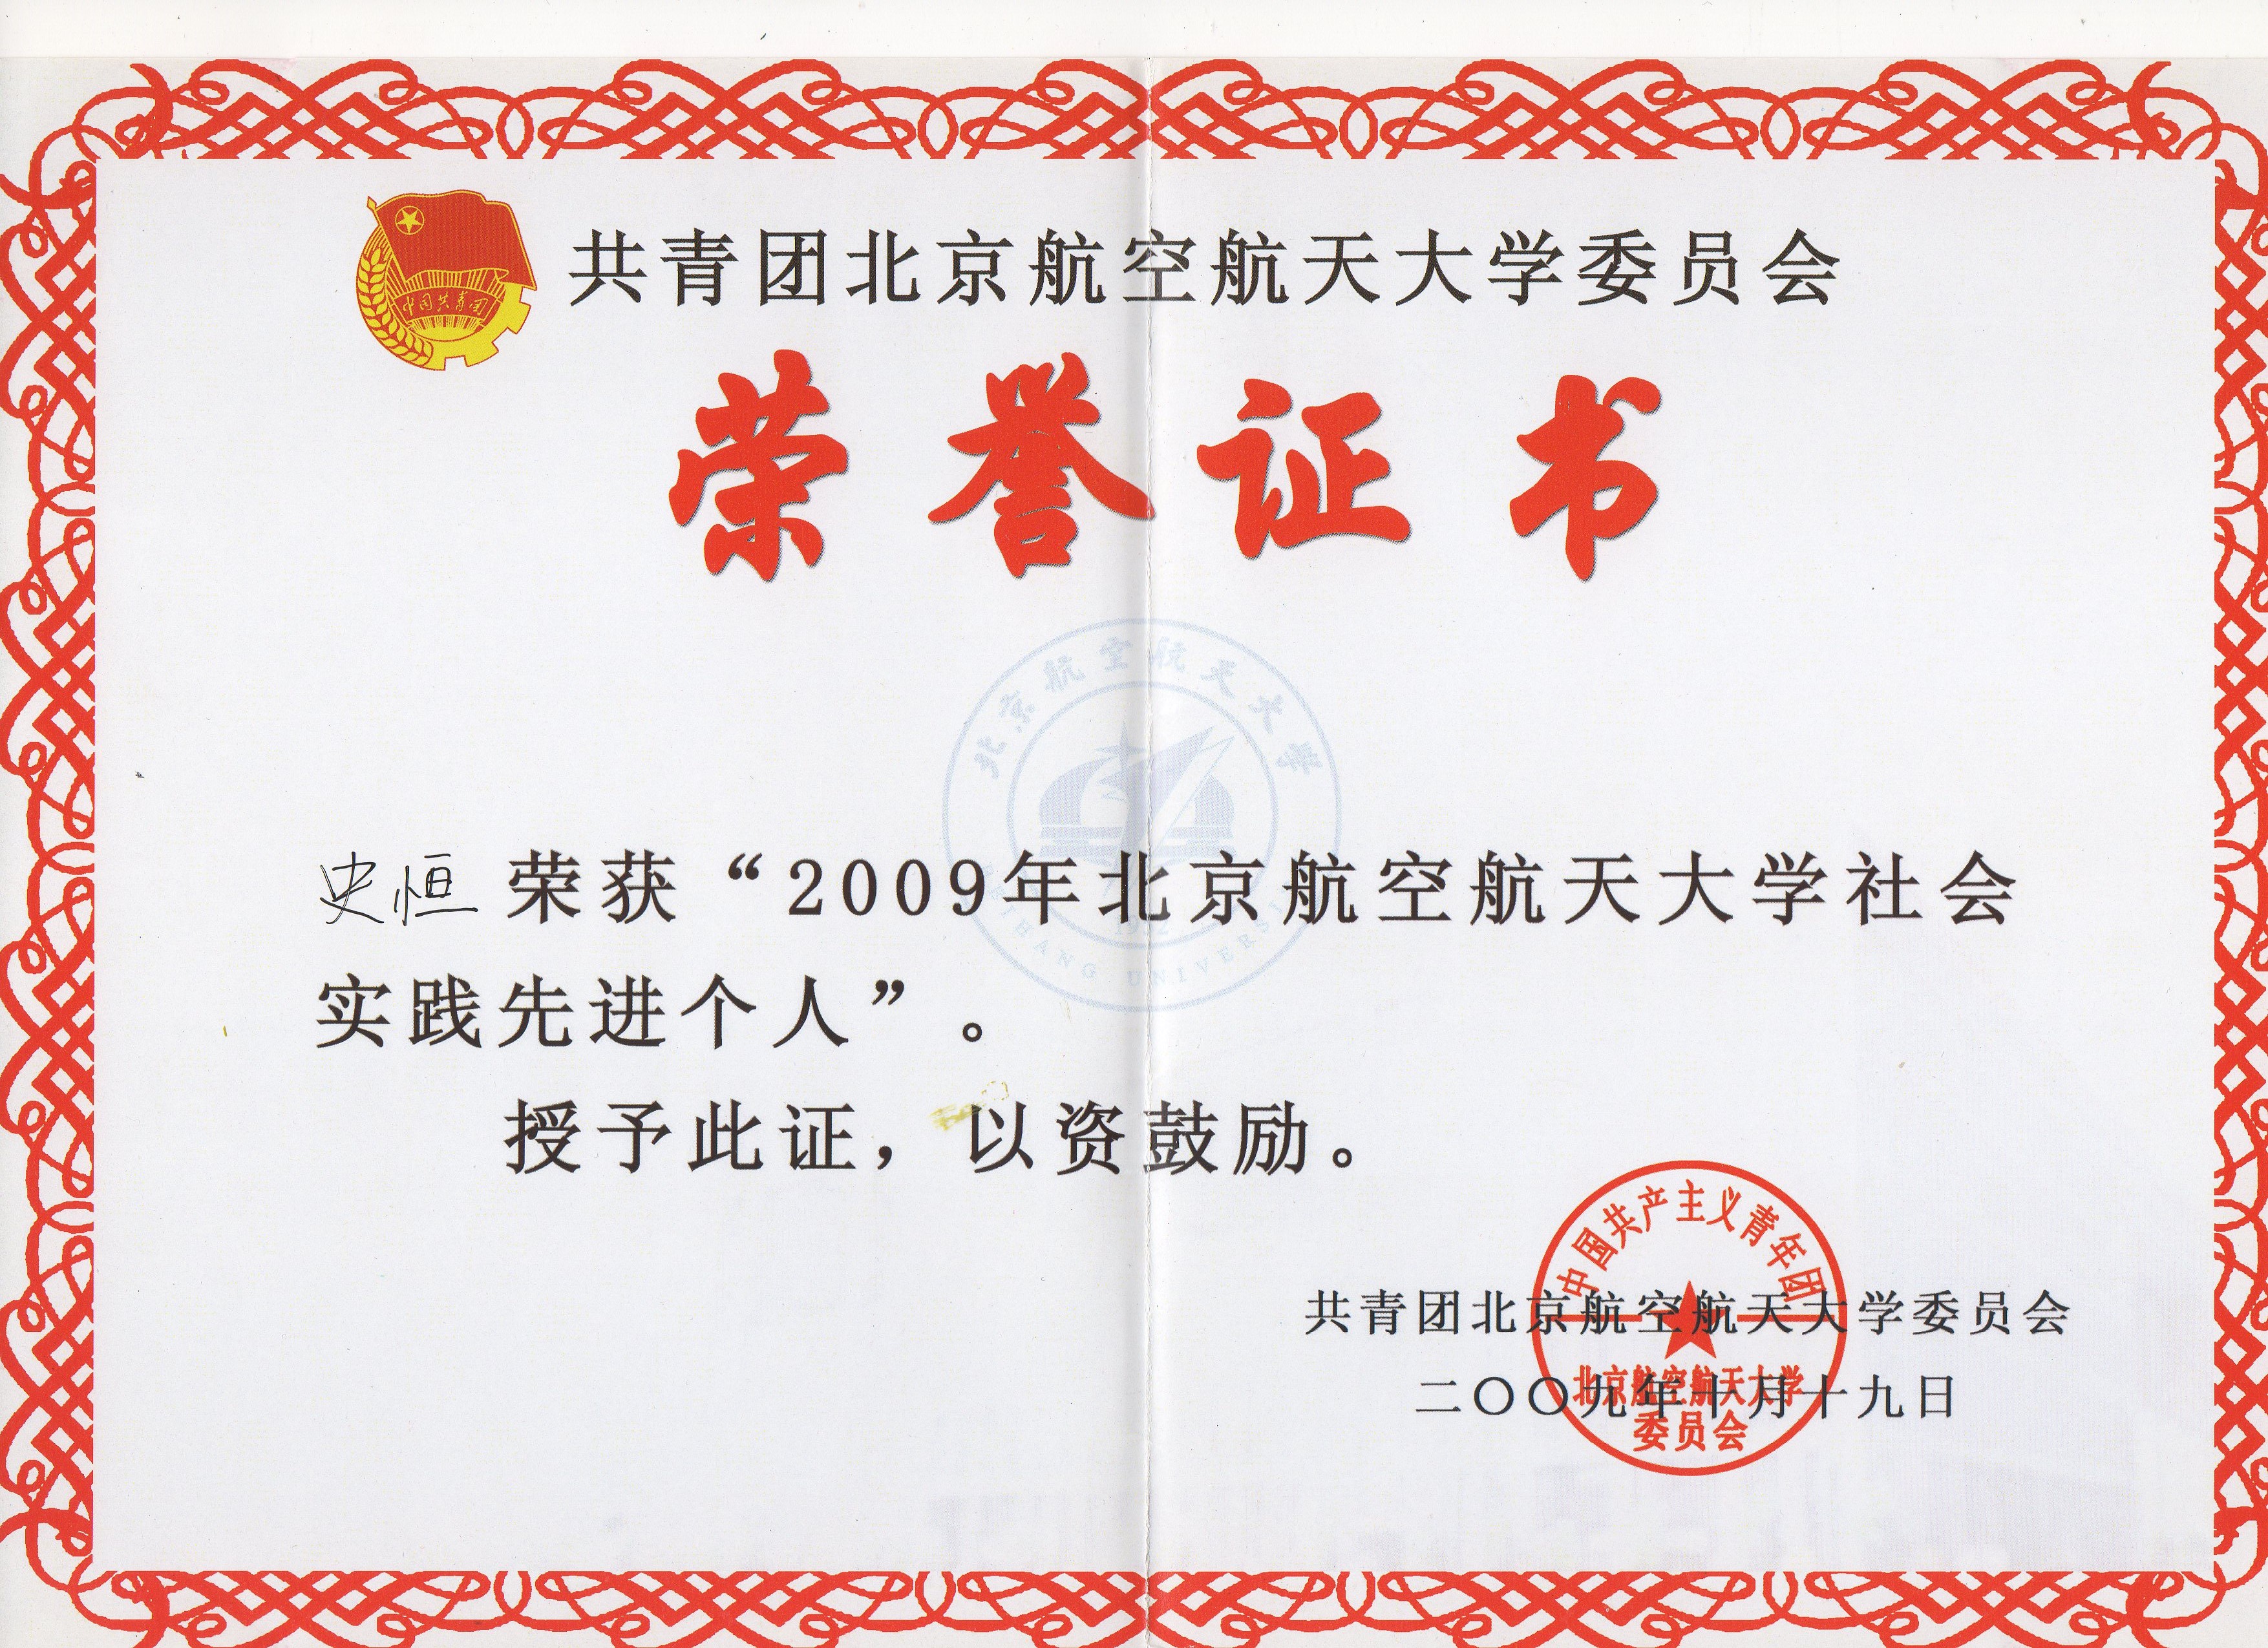 共青团北京航空航天大学委员会
中国共青团
荣誉证书
北京航空航天大学
史恒 荣获“2009年北京航空航天大学社会
BEIHANG UNIVERSITY
1952
实践先进个人”。
授予此证，以资鼓励。
中国共产主义青年团
共青团北京航空航天大学委员会
北京航空航天大学
二〇〇九年十月十九日
委员会